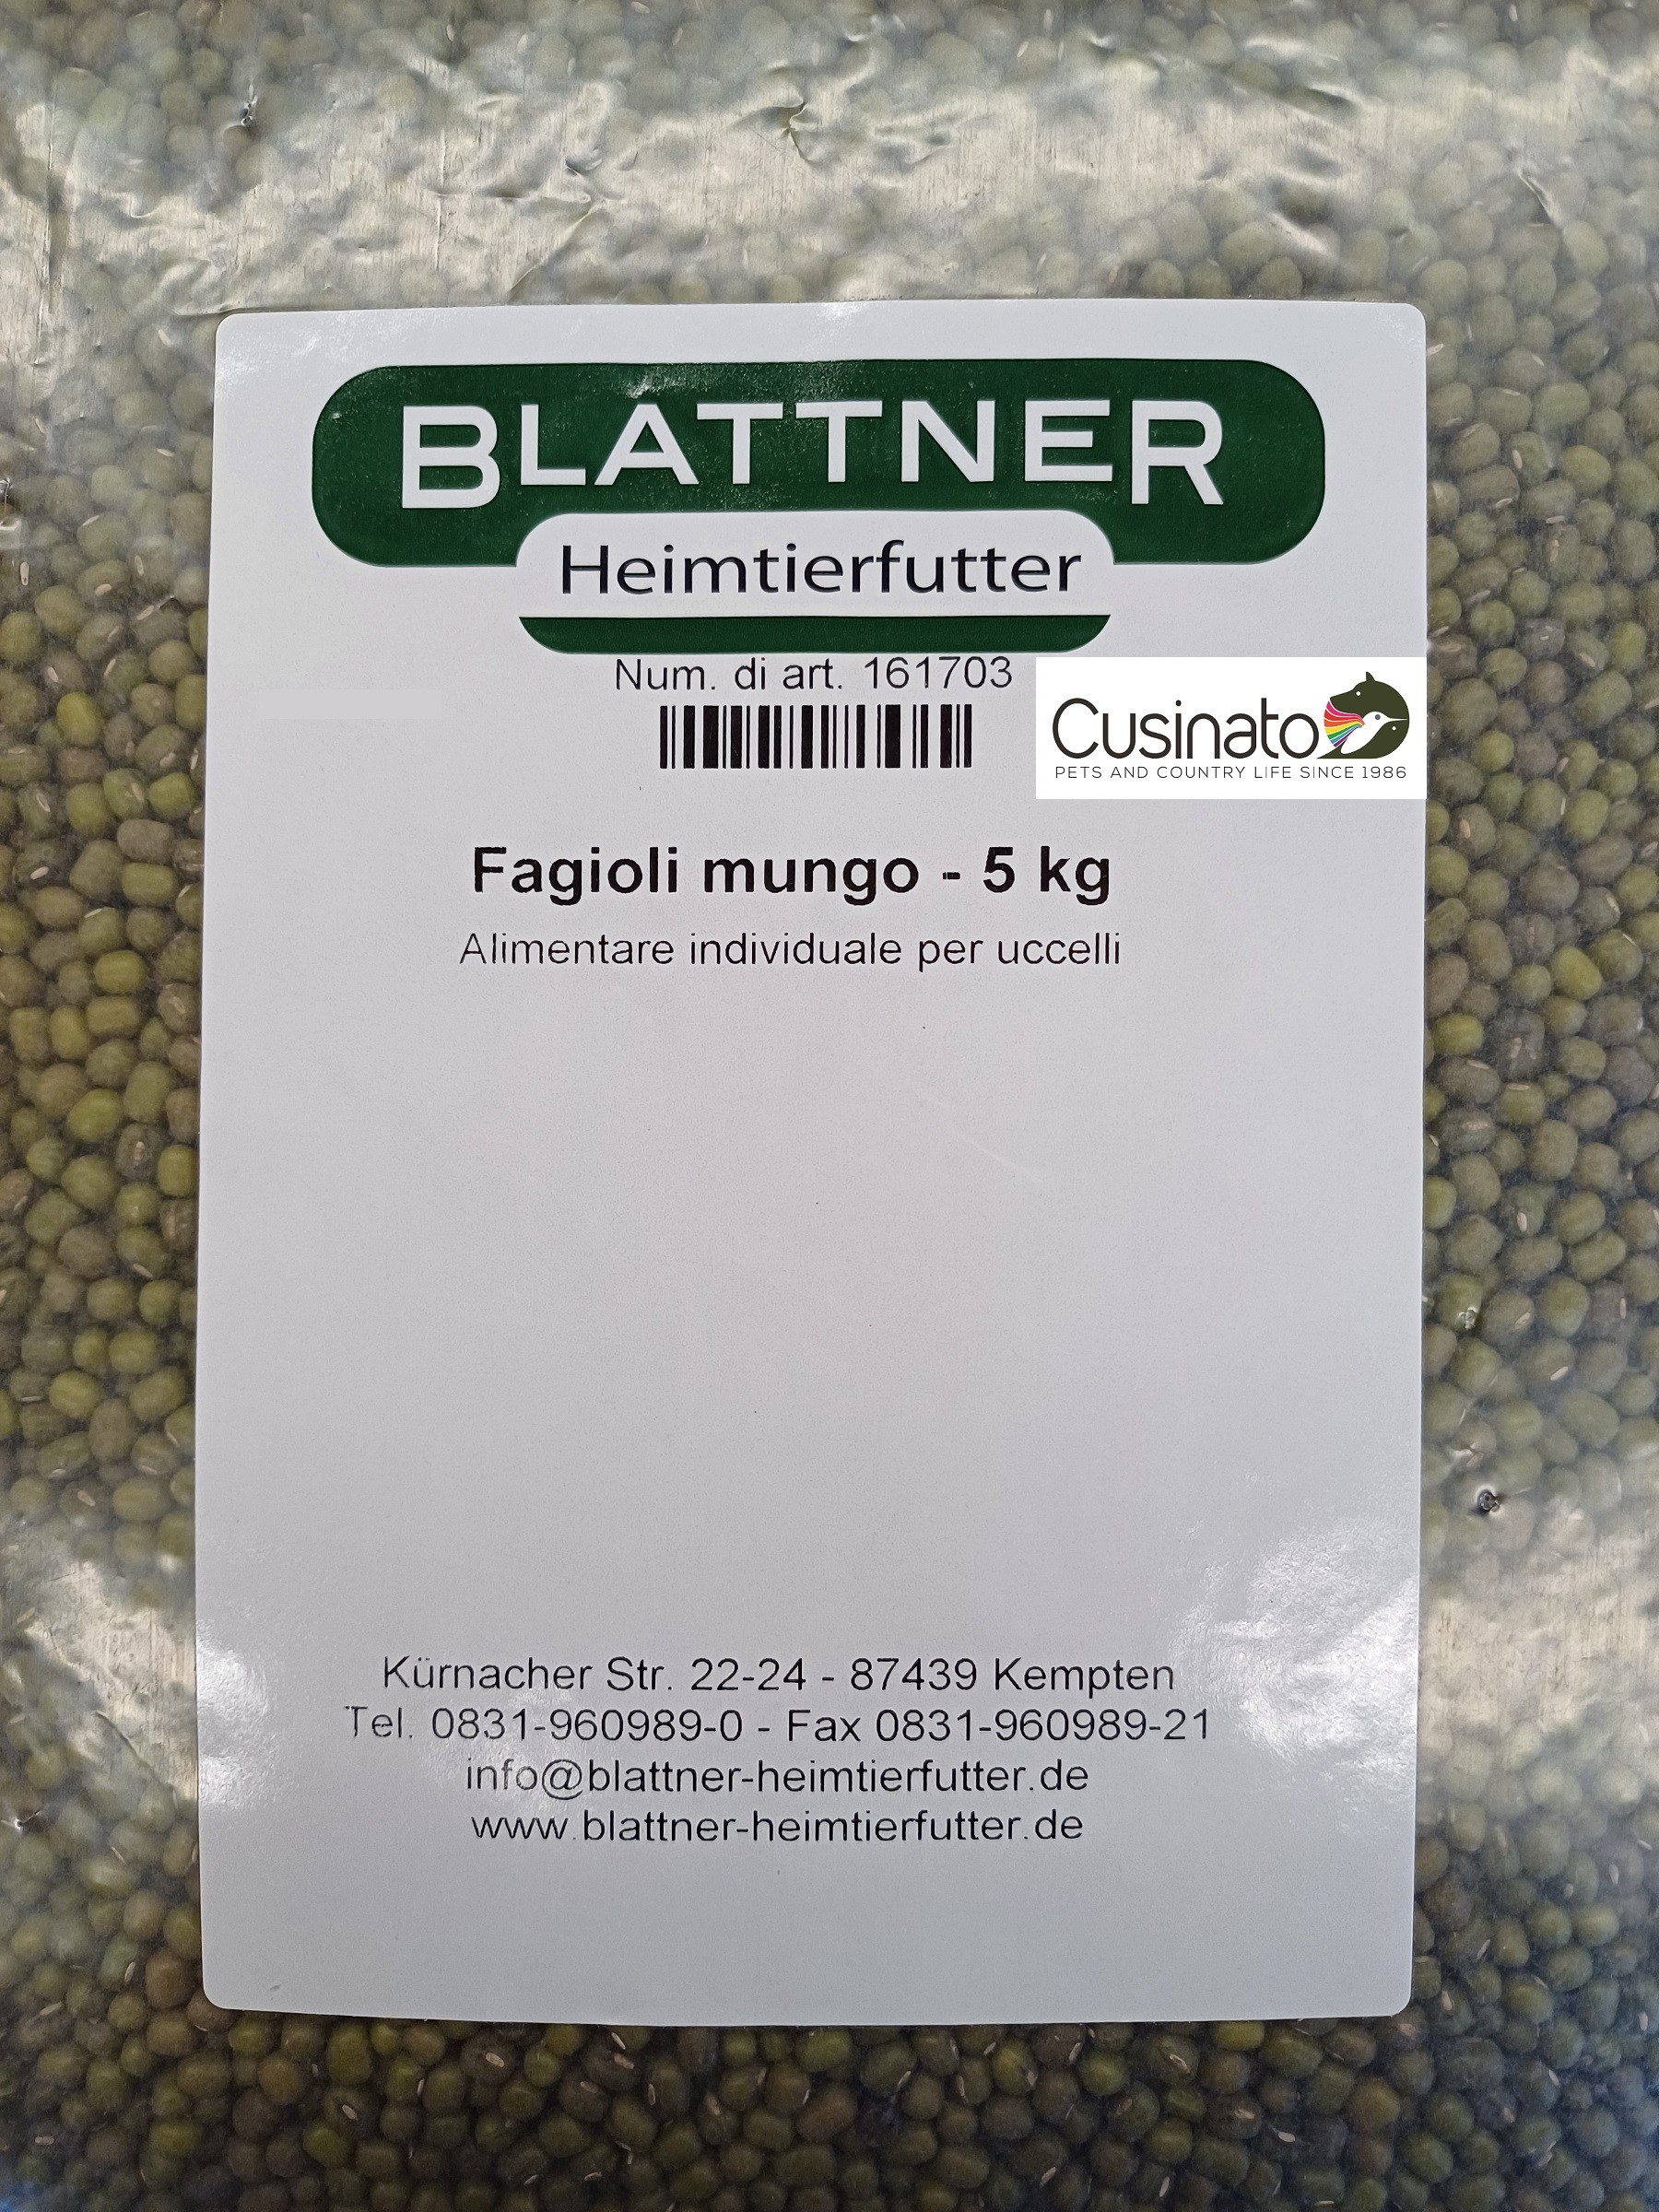 BLATTNER
Heimtierfutter
Num. di art. 161703
Cusinato
PETS AND COUNTRY LIFE SINCE 1986
Fagioli mungo - 5 kg
Alimentare individuale per uccelli
Kürnacher Str. 22-24 - 87439 Kempten
Tel. 0831-960989-0 - Fax 0831-960989-21
info@blattner-heimtierfutter.de
www.blattner-heimtierfutter.de